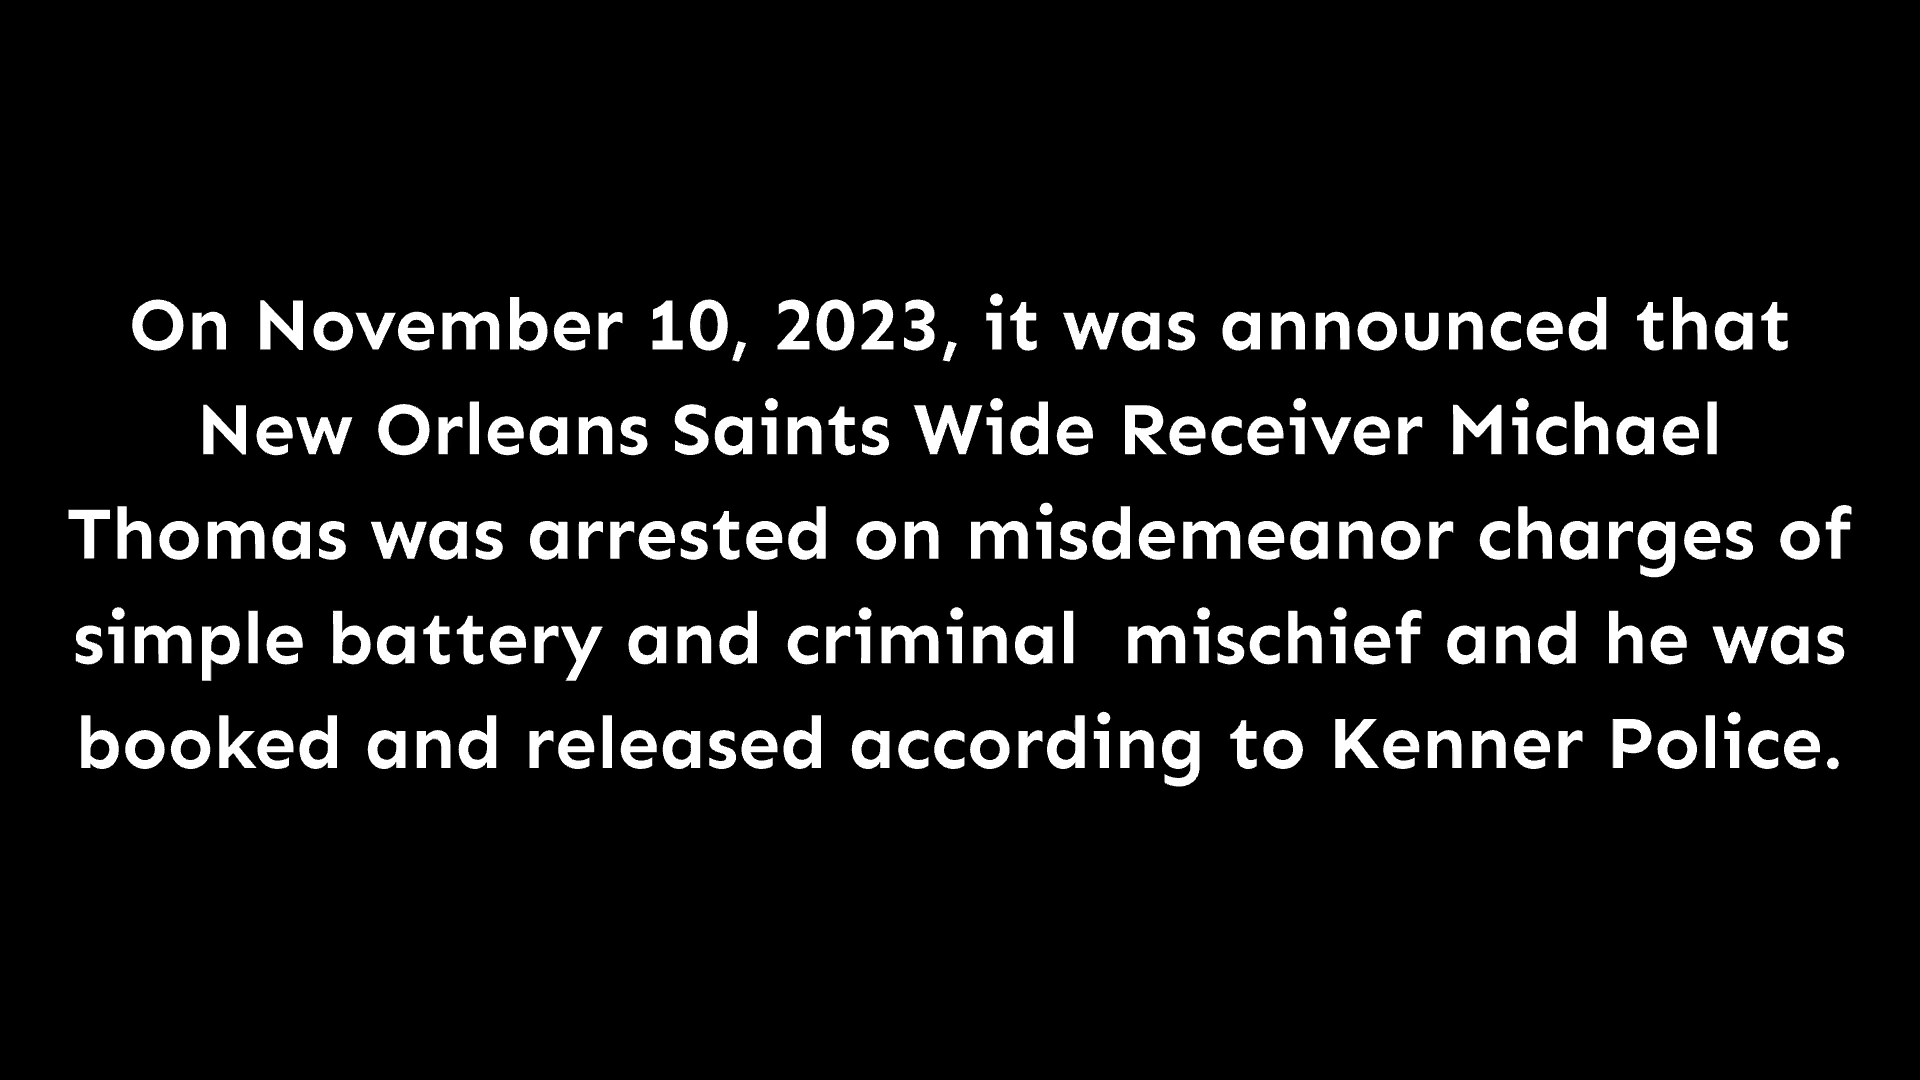 On November 10, 2023, it was announced that
New Orleans Saints Wide Receiver Michael
Thomas was arrested on misdemeanor charges of
simple battery and criminal  mischief and he was
booked and released according to Kenner Police.